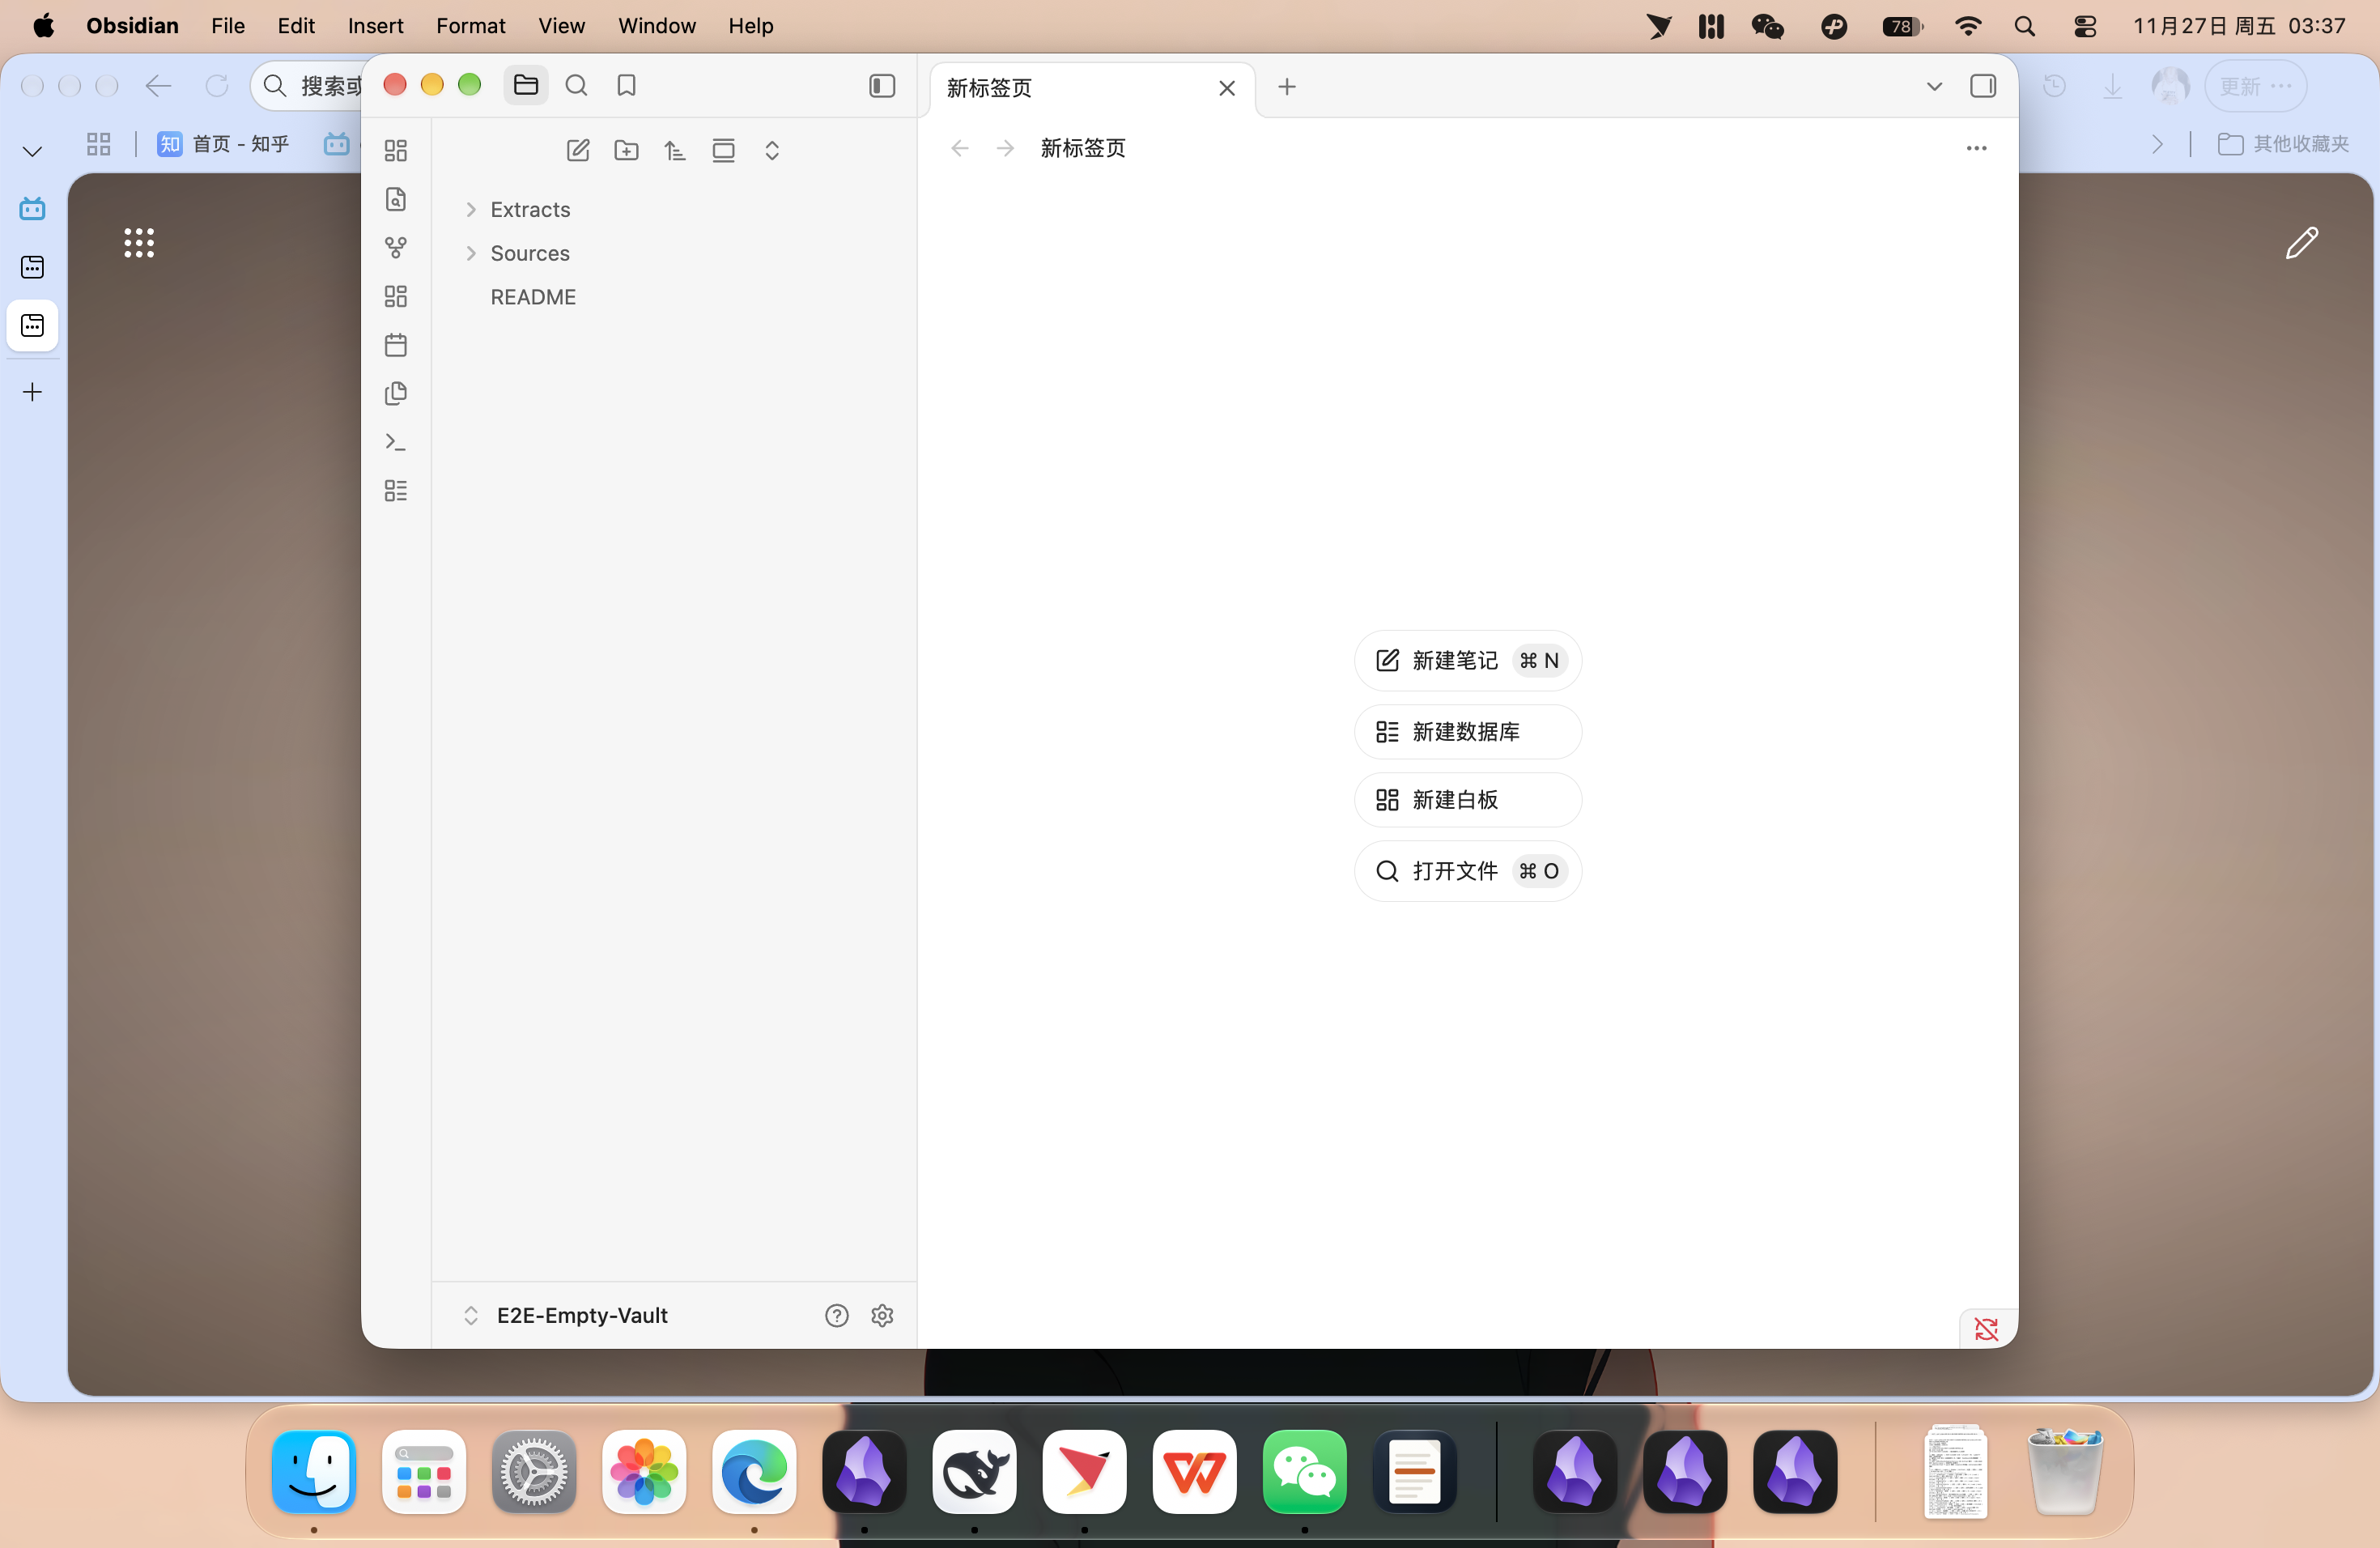 Obsidian File Edit Insert Format View Window Help
78 11月27日 周五 03:37
搜索或
新标签页
更新
知 首页 - 知乎
新标签页
其他收藏夹
Extracts
Sources
README
新建笔记 ⌘ N
新建数据库
新建白板
打开文件 ⌘ O
E2E-Empty-Vault